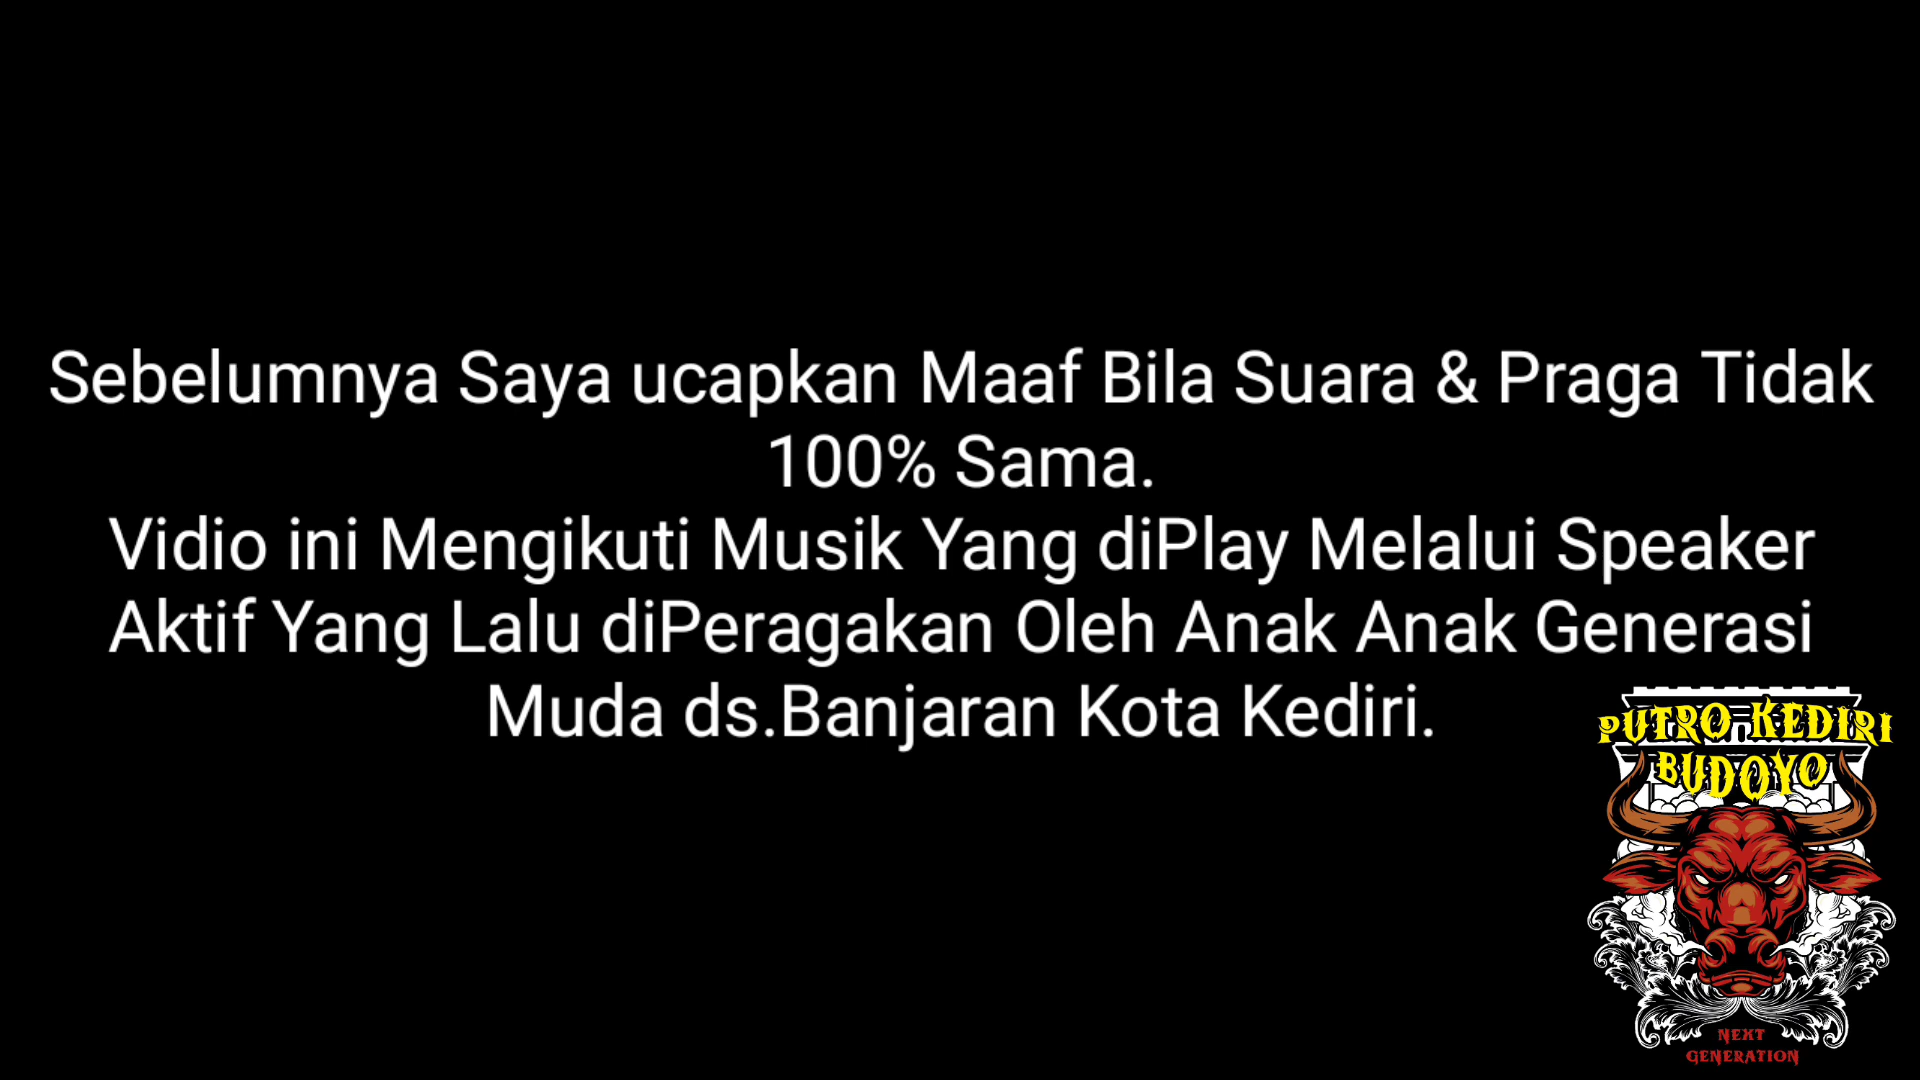 Sebelumnya Saya ucapkan Maaf Bila Suara & Praga Tidak
100% Sama.
Vidio ini Mengikuti Musik Yang diPlay Melalui Speaker
Aktif Yang Lalu diPeragakan Oleh Anak Anak Generasi
Muda ds.Banjaran Kota Kediri.
PUTRO KEDIRI
BUDOYO
NEXT
GENERATION